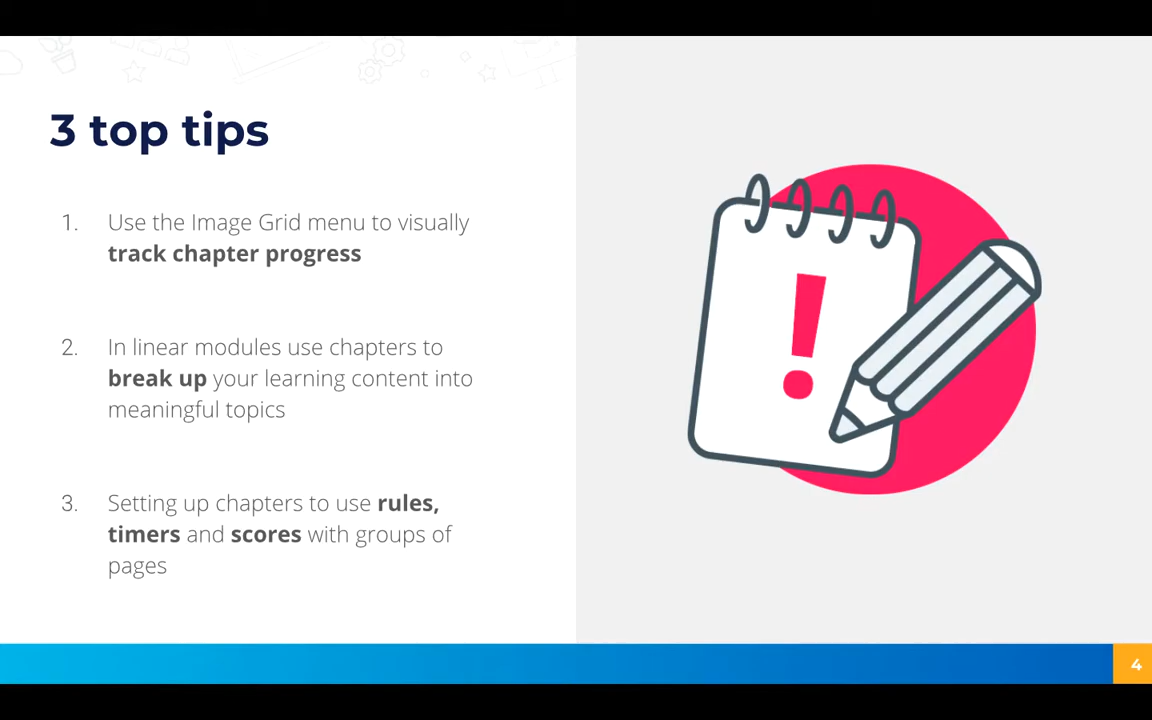 3 top tips
1. Use the Image Grid menu to visually
track chapter progress
2. In linear modules use chapters to
break up your learning content into
meaningful topics
3. Setting up chapters to use rules,
timers and scores with groups of
pages
!
4